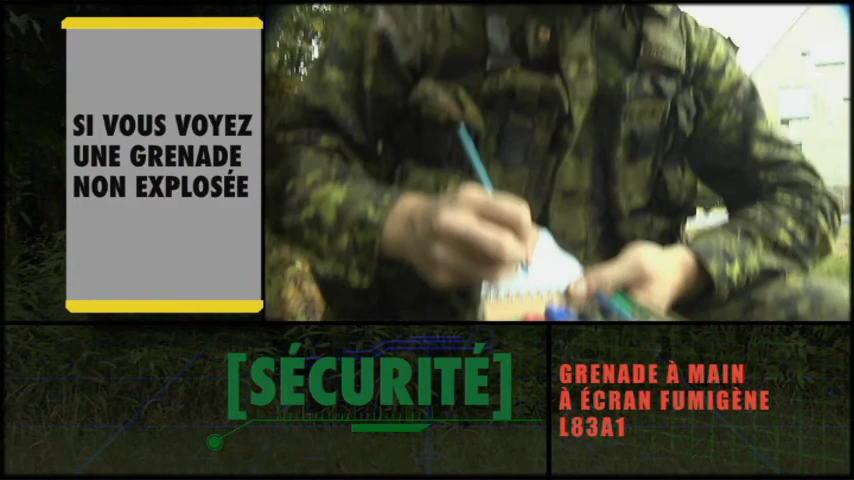 SI VOUS VOYEZ
UNE GRENADE
NON EXPLOSÉE
[SÉCURITÉ]
GRENADE À MAIN
À ÉCRAN FUMIGÈNE
L83A1